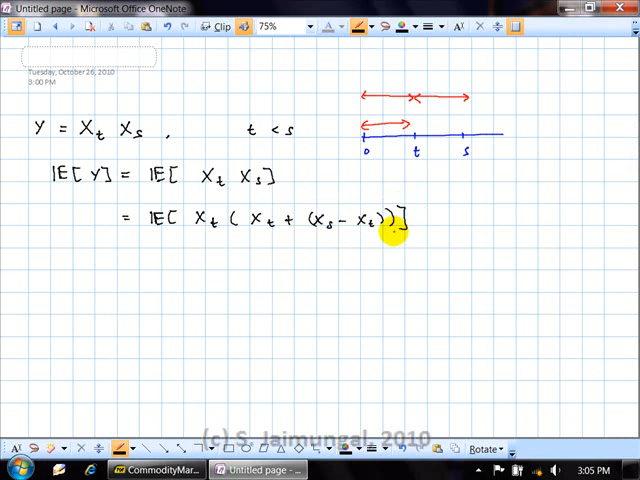 Untitled page - Microsoft Office OneNote
75%
Tuesday, October 26, 2010
3:00 PM
Y = X_t X_s , t < s
0 t s
𝔼[Y] = 𝔼[ X_t X_s ]
= 𝔼[ X_t ( X_t + (X_s − X_t))]
(c) S. Jaimungal, 2010
Rotate
CommodityMar...
Untitled page - Micr...
3:05 PM